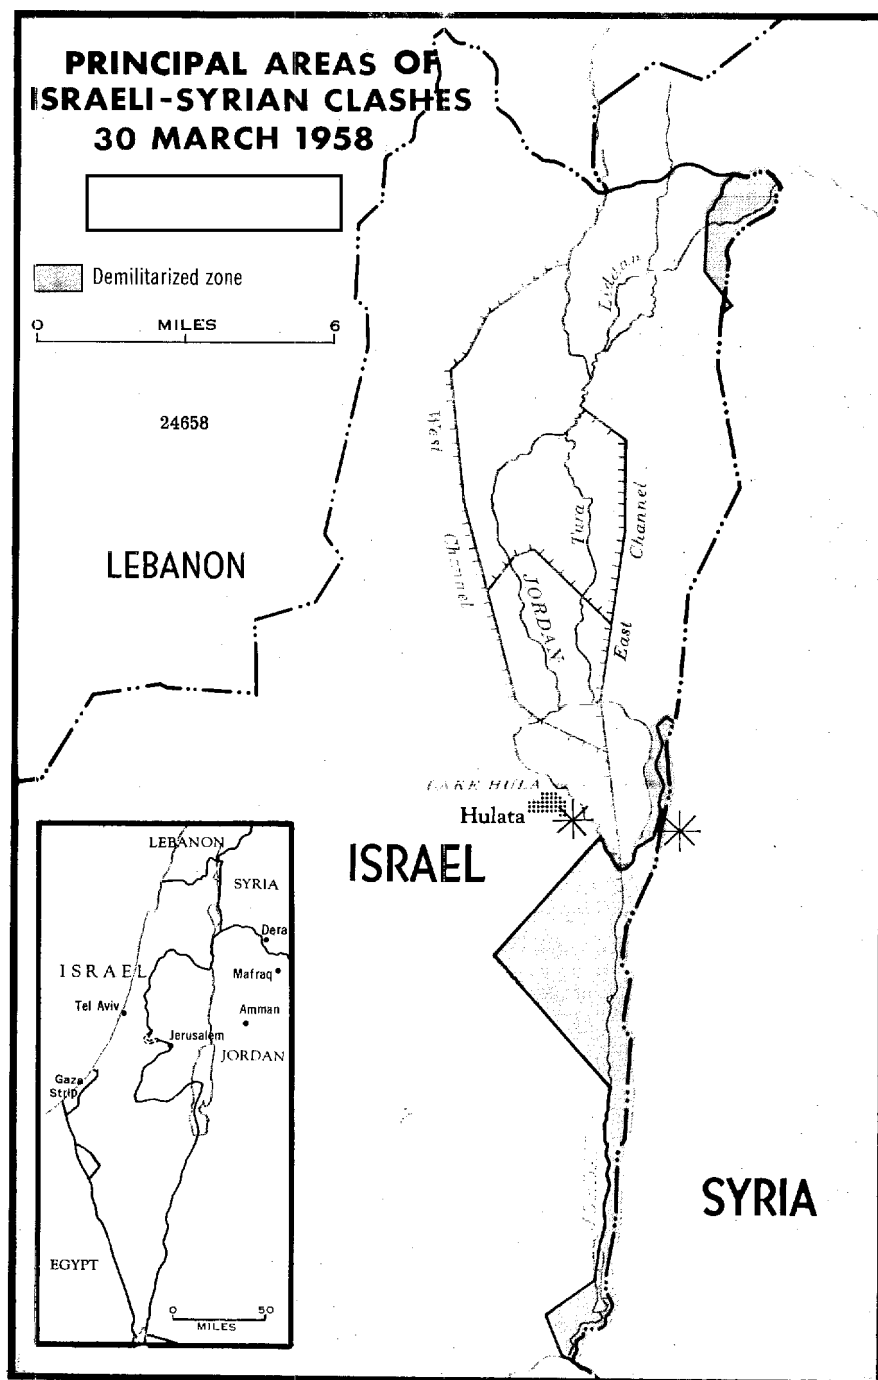 PRINCIPAL AREAS OF
ISRAELI-SYRIAN CLASHES
30 MARCH 1958
Demilitarized zone
0 MILES 6
24658
LEBANON
West
Channel
JORDAN
Tura
Channel
East
LAKE HULA
Hulata
ISRAEL
SYRIA
LEBANON
SYRIA
Dera
ISRAEL
Mafraq
Tel Aviv
Amman
Jerusalem
JORDAN
Gaza
Strip
EGYPT
0 50
MILES